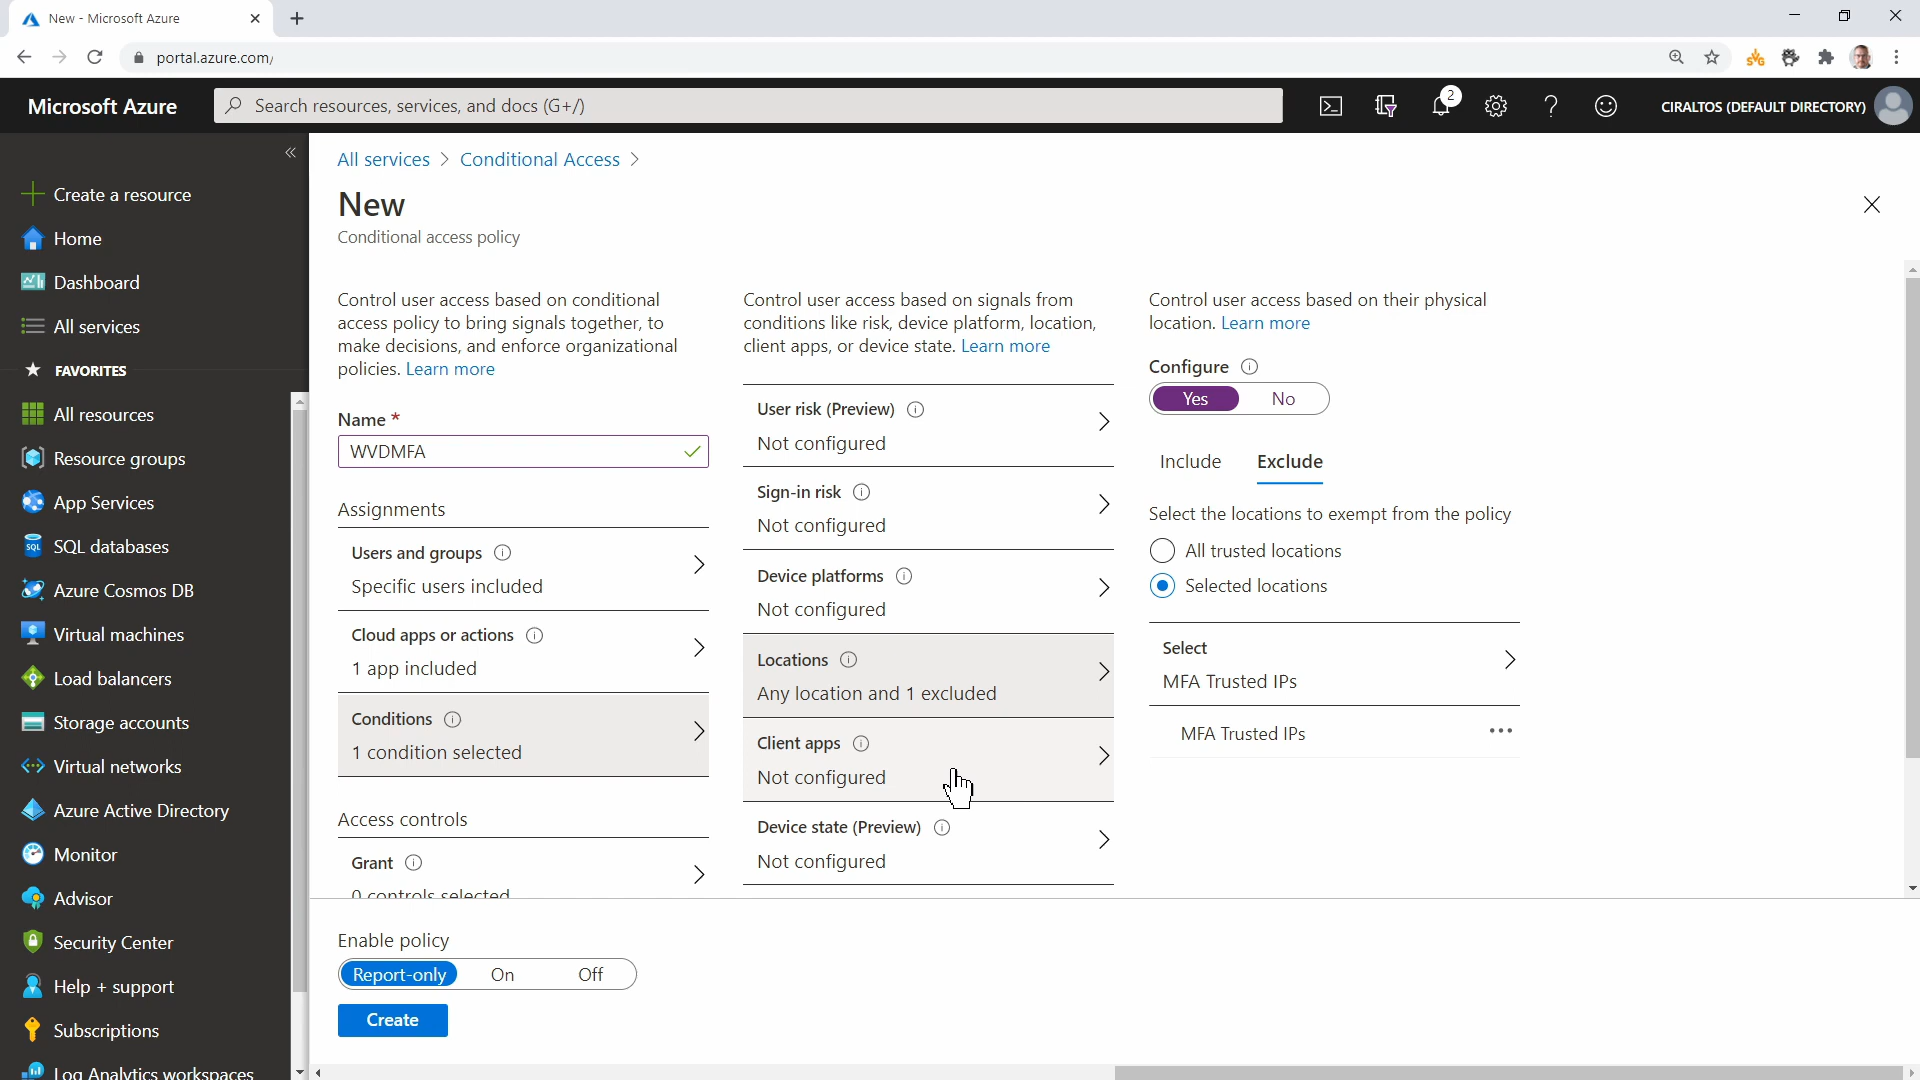 New - Microsoft Azure
portal.azure.com/
Microsoft Azure
Search resources, services, and docs (G+/)
2
CIRALTOS (DEFAULT DIRECTORY)
Create a resource
Home
Dashboard
All services
FAVORITES
All resources
Resource groups
App Services
SQL databases
Azure Cosmos DB
Virtual machines
Load balancers
Storage accounts
Virtual networks
Azure Active Directory
Monitor
Advisor
Security Center
Help + support
Subscriptions
Log Analytics workspaces
All services > Conditional Access >
New
Conditional access policy
Control user access based on conditional
access policy to bring signals together, to
make decisions, and enforce organizational
policies. Learn more
Name *
WVDMFA
Assignments
Users and groups
Specific users included
Cloud apps or actions
1 app included
Conditions
1 condition selected
Access controls
Grant
0 controls selected
Enable policy
Report-only On Off
Create
Control user access based on signals from
conditions like risk, device platform, location,
client apps, or device state. Learn more
User risk (Preview)
Not configured
Sign-in risk
Not configured
Device platforms
Not configured
Locations
Any location and 1 excluded
Client apps
Not configured
Device state (Preview)
Not configured
Control user access based on their physical
location. Learn more
Configure
Yes No
Include Exclude
Select the locations to exempt from the policy
All trusted locations
Selected locations
Select
MFA Trusted IPs
MFA Trusted IPs